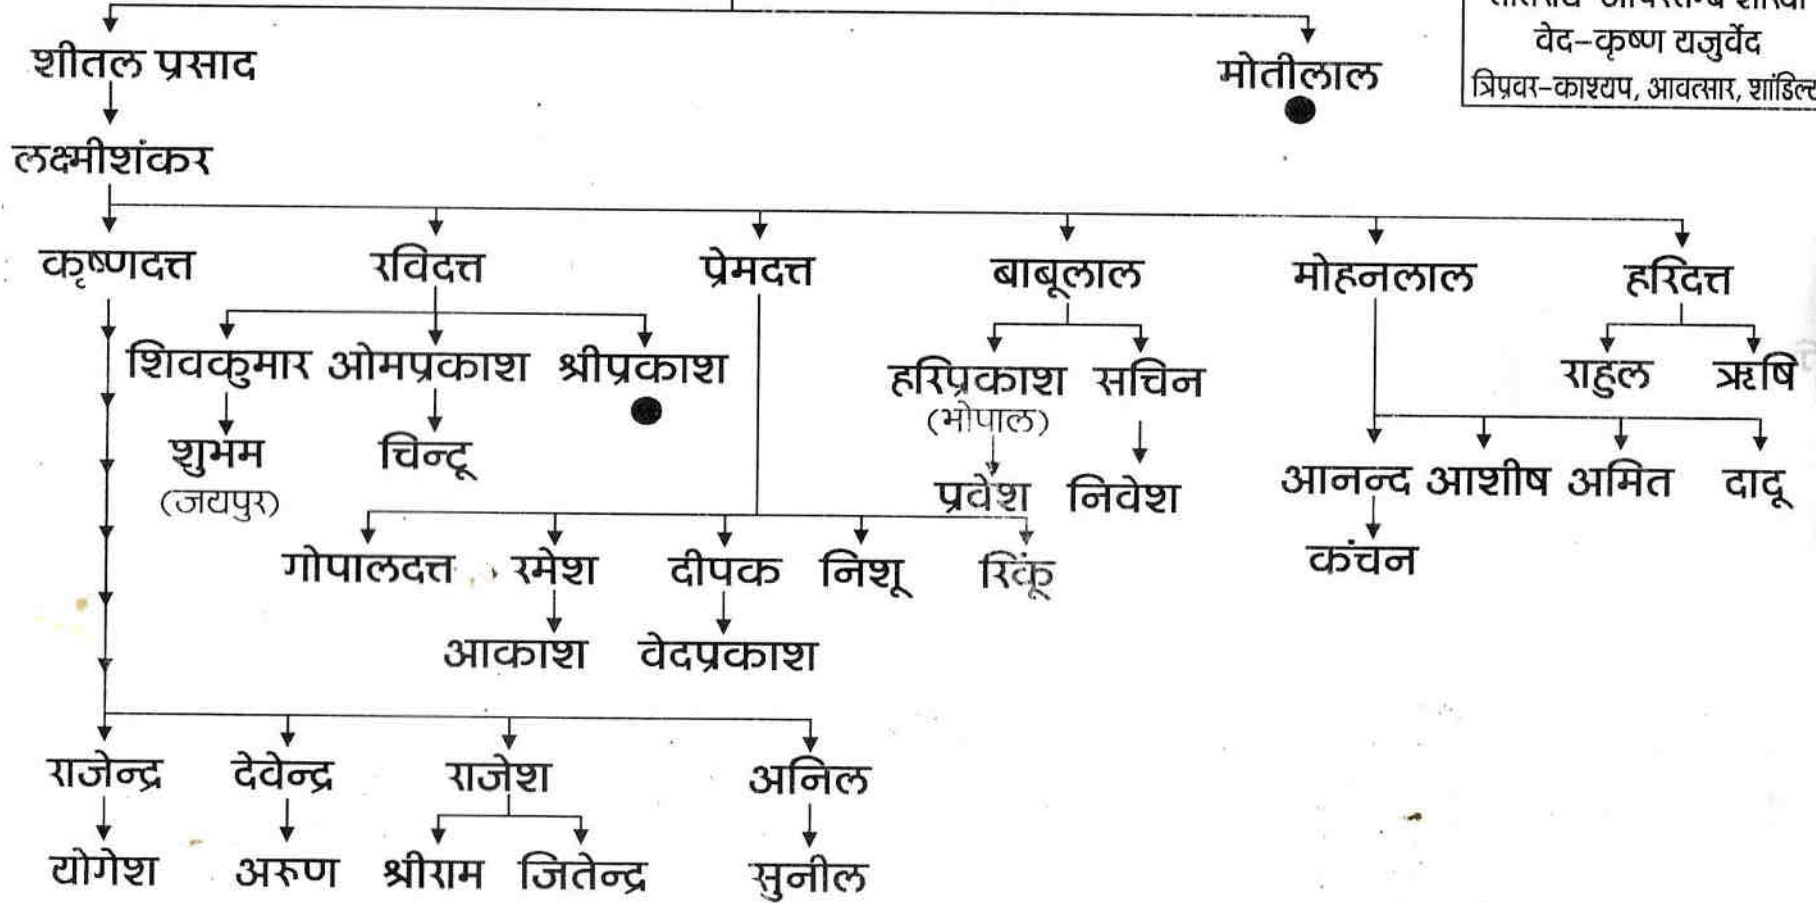 वेद-कृष्ण यजुर्वेद
त्रिप्रवर-काश्यप, आवत्सार, शांडिल्य
शीतल प्रसाद मोतीलाल
लक्ष्मीशंकर
कृष्णदत्त रविदत्त प्रेमदत्त बाबूलाल मोहनलाल हरिदत्त
शिवकुमार ओमप्रकाश श्रीप्रकाश हरिप्रकाश सचिन राहुल ऋषि
(भोपाल)
शुभम चिन्टू
(जयपुर) प्रवेश निवेश आनन्द आशीष अमित दादू
गोपालदत्त रमेश दीपक निशू रिंकू कंचन
आकाश वेदप्रकाश
राजेन्द्र देवेन्द्र राजेश अनिल
योगेश अरुण श्रीराम जितेन्द्र सुनील